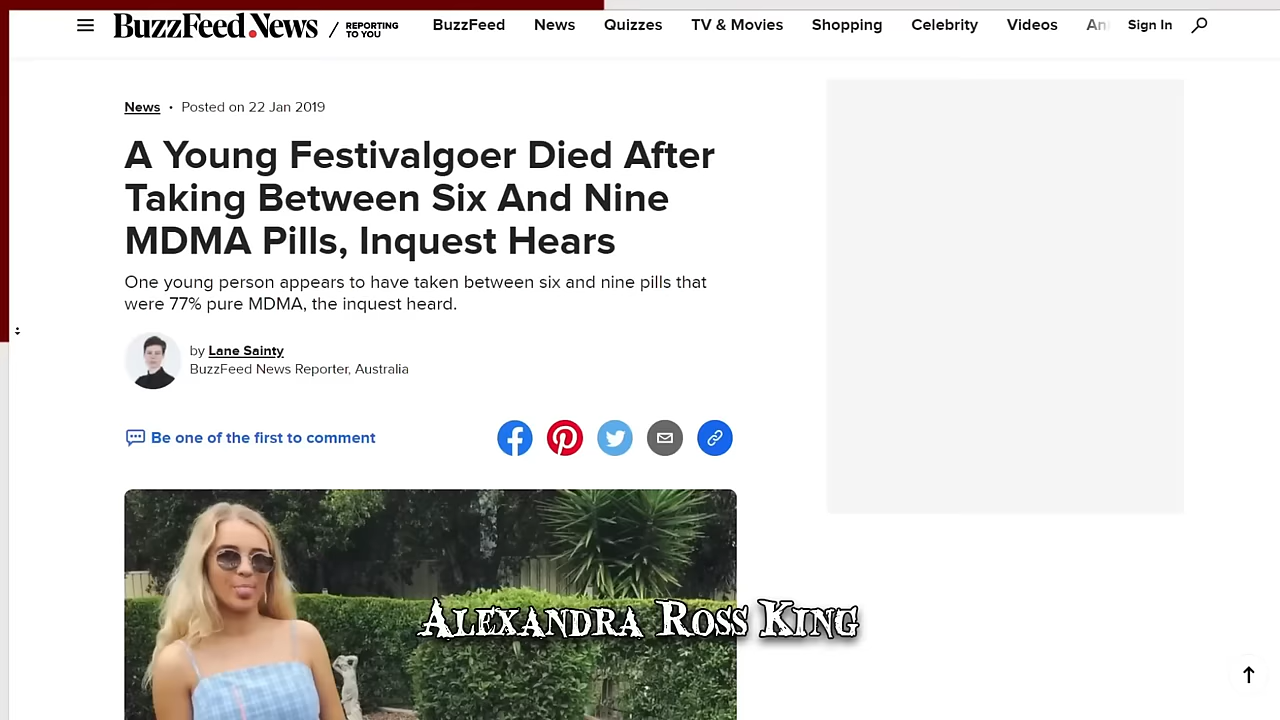 BuzzFeed News / REPORTING TO YOU BuzzFeed News Quizzes TV & Movies Shopping Celebrity Videos Sign In
News • Posted on 22 Jan 2019
A Young Festivalgoer Died After
Taking Between Six And Nine
MDMA Pills, Inquest Hears
One young person appears to have taken between six and nine pills that
were 77% pure MDMA, the inquest heard.
by Lane Sainty
BuzzFeed News Reporter, Australia
Be one of the first to comment
Alexandra Ross King